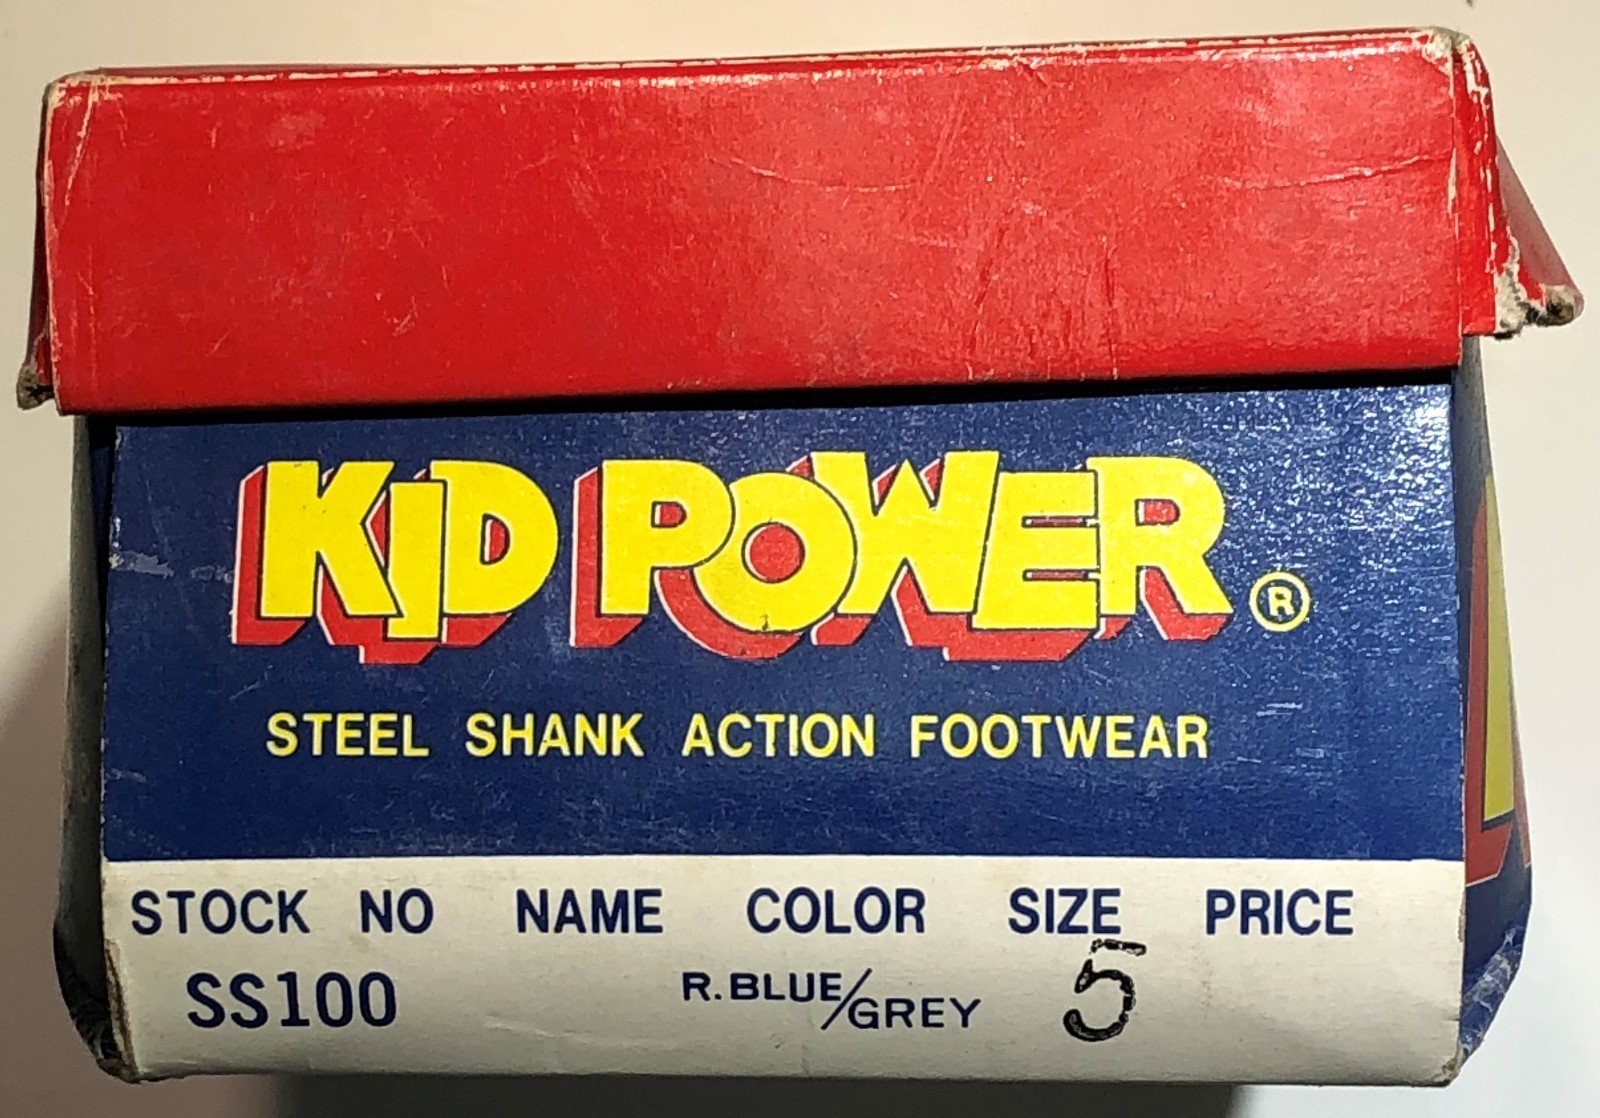 KID POWER ®
STEEL SHANK ACTION FOOTWEAR
STOCK NO NAME COLOR SIZE PRICE
SS100 R.BLUE/GREY 5